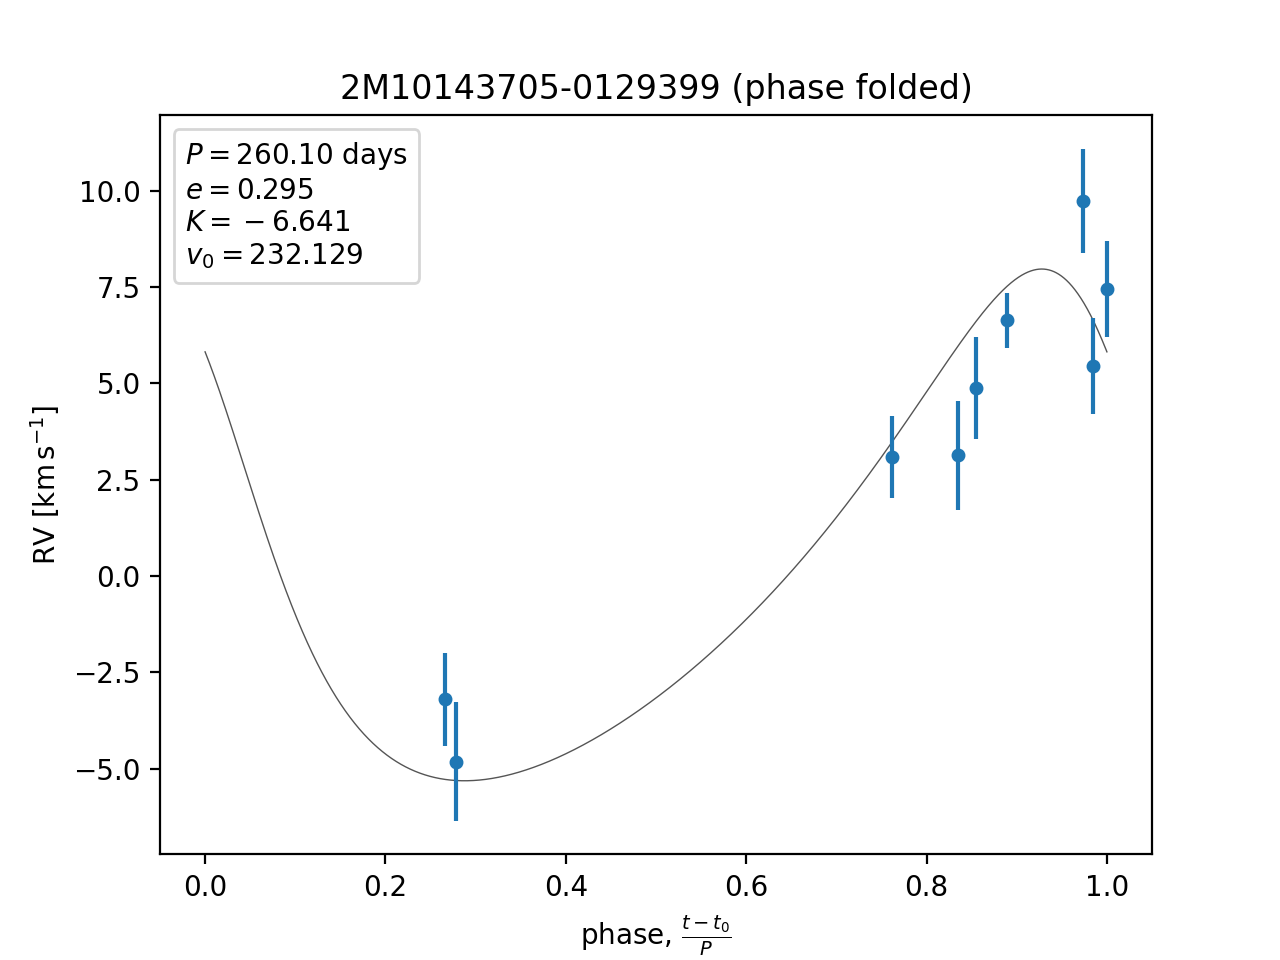 2M10143705-0129399 (phase folded)
P = 260.10 days
e = 0.295
K = −6.641
v₀ = 232.129
RV [km s⁻¹]
10.0
7.5
5.0
2.5
0.0
−2.5
−5.0
0.0 0.2 0.4 0.6 0.8 1.0
phase, (t − t₀)/P